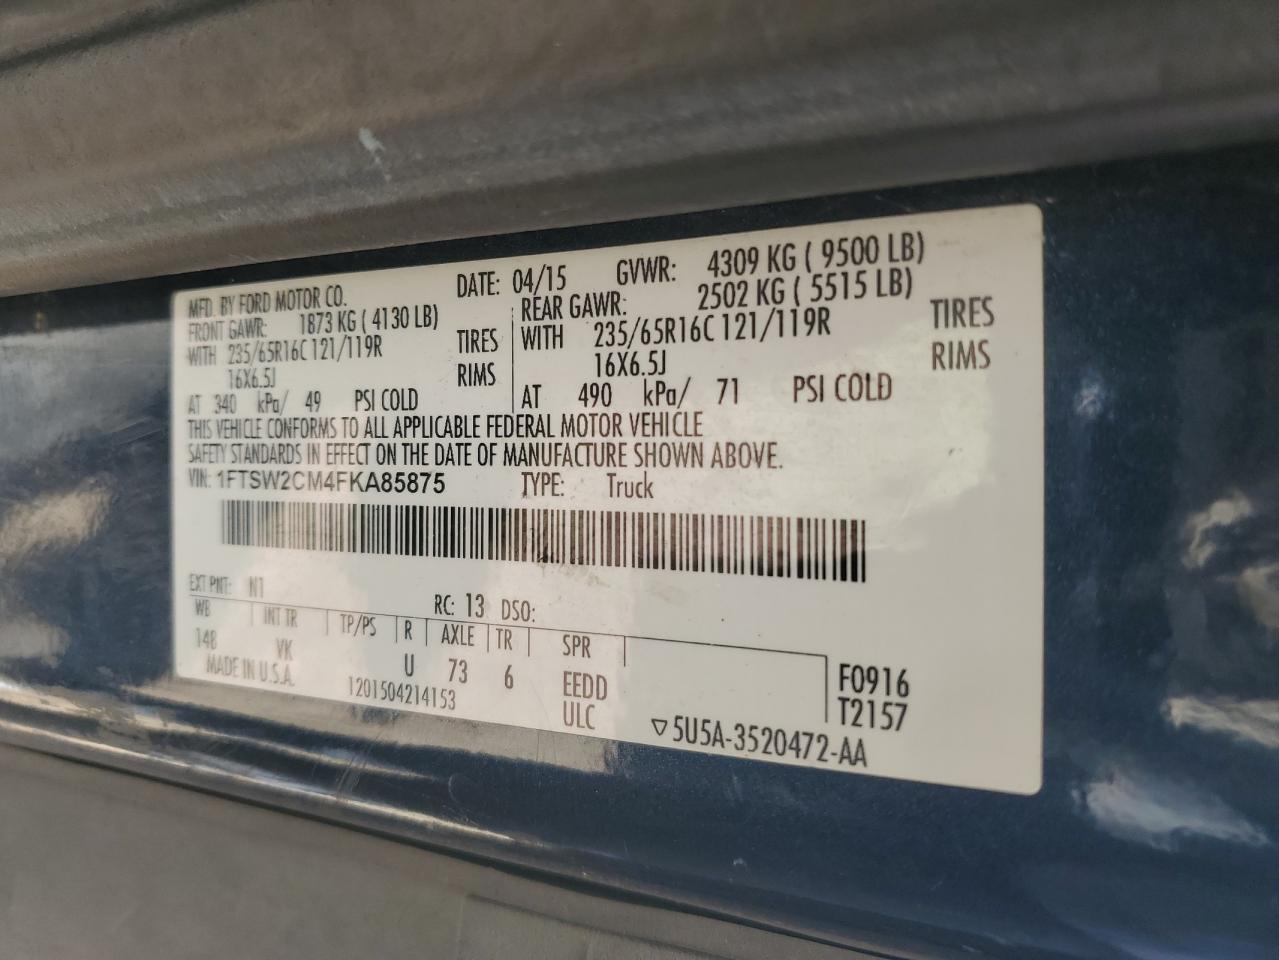 MFD. BY FORD MOTOR CO. DATE: 04/15 GVWR: 4309 KG ( 9500 LB)
FRONT GAWR: 1873 KG ( 4130 LB) REAR GAWR: 2502 KG ( 5515 LB)
WITH 235/65R16C 121/119R TIRES WITH 235/65R16C 121/119R TIRES
16X6.5J RIMS 16X6.5J RIMS
AT 340 kPa/ 49 PSI COLD AT 490 kPa/ 71 PSI COLD
THIS VEHICLE CONFORMS TO ALL APPLICABLE FEDERAL MOTOR VEHICLE
SAFETY STANDARDS IN EFFECT ON THE DATE OF MANUFACTURE SHOWN ABOVE.
VIN: 1FTSW2CM4FKA85875 TYPE: Truck
EXT PNT: N1 RC: 13 DSO:
WB INT TR TP/PS R AXLE TR SPR
148 VK U 73 6 EEDD F0916
MADE IN U.S.A. 1201504214153 ULC T2157
▽5U5A-3520472-AA